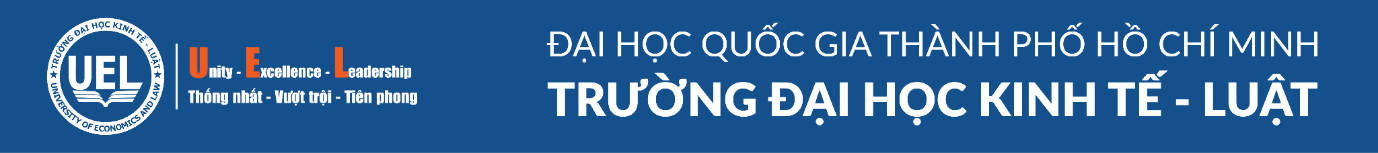 TRƯỜNG ĐẠI HỌC KINH TẾ - LUẬT
UEL
UNIVERSITY OF ECONOMICS AND LAW
Unity - Excellence - Leadership
Thống nhất - Vượt trội - Tiên phong
ĐẠI HỌC QUỐC GIA THÀNH PHỐ HỒ CHÍ MINH
TRƯỜNG ĐẠI HỌC KINH TẾ - LUẬT